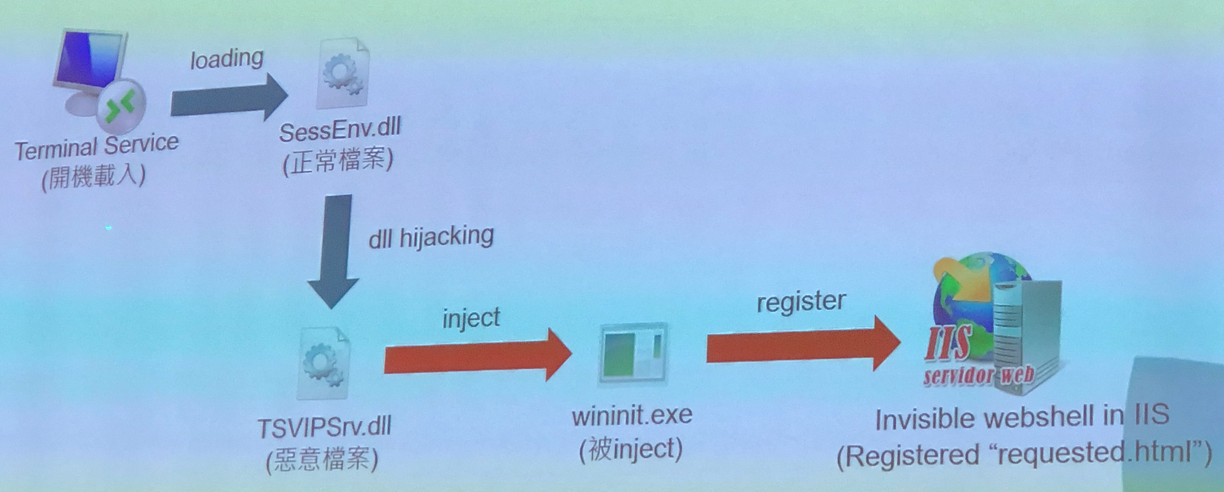 loading
Terminal Service
(開機載入)
SessEnv.dll
(正常檔案)
dll hijacking
inject
register
TSVIPSrv.dll
(惡意檔案)
wininit.exe
(被inject)
IIS
servidor web
Invisible webshell in IIS
(Registered “requested.html”)